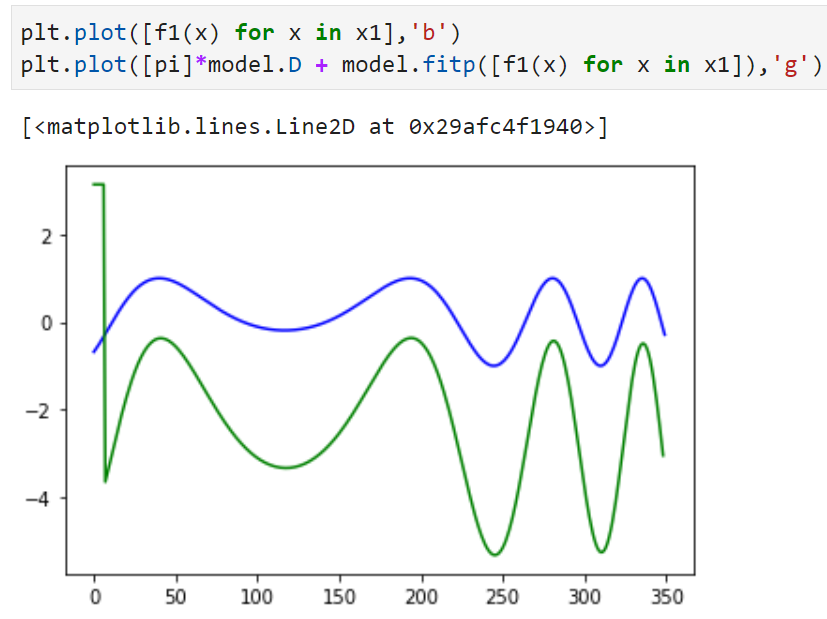 plt.plot([f1(x) for x in x1],'b')
plt.plot([pi]*model.D + model.fitp([f1(x) for x in x1]),'g')
[<matplotlib.lines.Line2D at 0x29afc4f1940>]
2
0
−2
−4
0 50 100 150 200 250 300 350